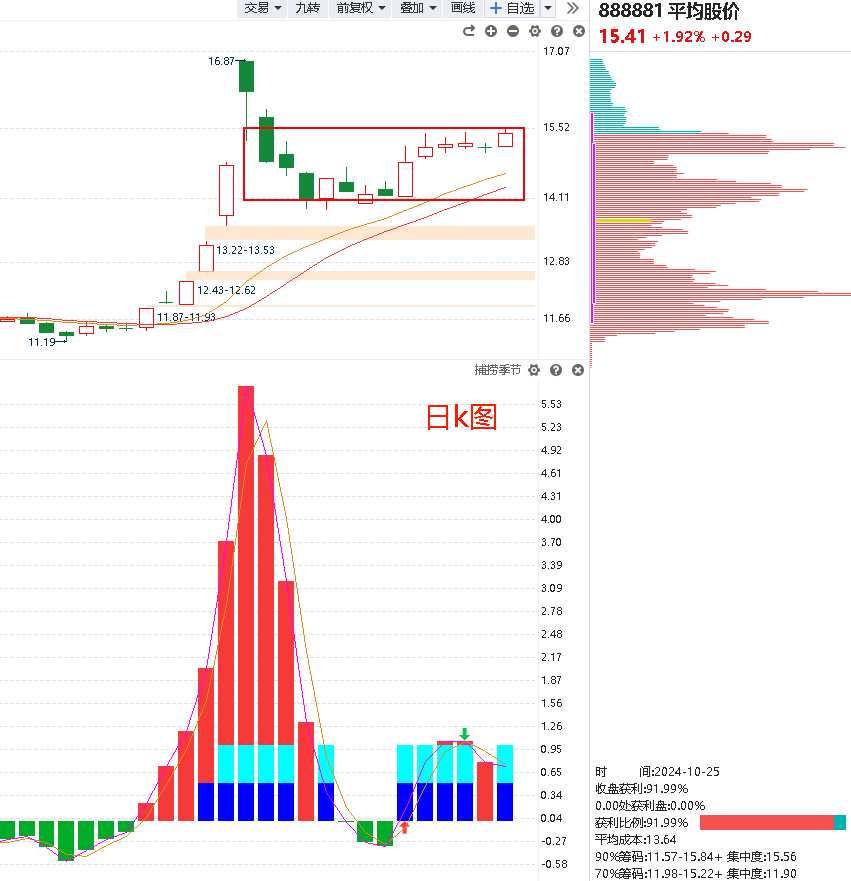 交易 九转 前复权 叠加 画线 自选
888881 平均股价
15.41 +1.92% +0.29
16.87
17.07
15.52
14.11
13.22-13.53
12.83
12.43-12.62
11.87-11.93
11.66
11.19
捕捞季节
日k图
5.53
5.23
4.92
4.61
4.31
4.00
3.70
3.39
3.09
2.78
2.48
2.17
1.87
1.56
1.26
0.95
0.65
0.34
0.04
-0.27
-0.58
时 间:2024-10-25
收盘获利:91.99%
0.00处获利盘:0.00%
获利比例:91.99%
平均成本:13.64
90%筹码:11.57-15.84+ 集中度:15.56
70%筹码:11.98-15.22+ 集中度:11.90